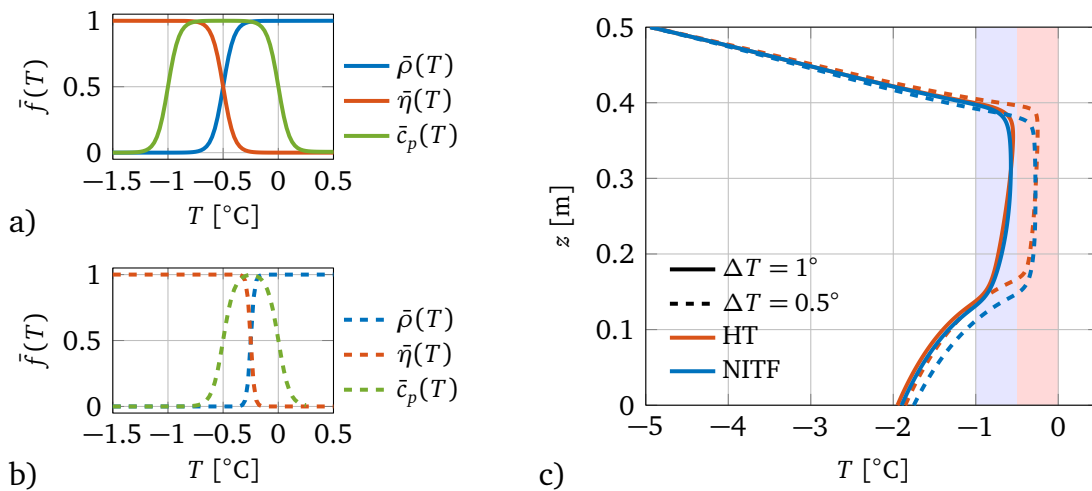 1
0.5
0
f̄(T)
−1.5 −1 −0.5 0 0.5
T [°C]
ρ̄(T)
η̄(T)
c̄ₚ(T)
a)
1
0.5
0
f̄(T)
−1.5 −1 −0.5 0 0.5
T [°C]
ρ̄(T)
η̄(T)
c̄ₚ(T)
b)
0.5
0.4
0.3
0.2
0.1
0
z [m]
ΔT = 1°
ΔT = 0.5°
HT
NITF
−5 −4 −3 −2 −1 0
T [°C]
c)